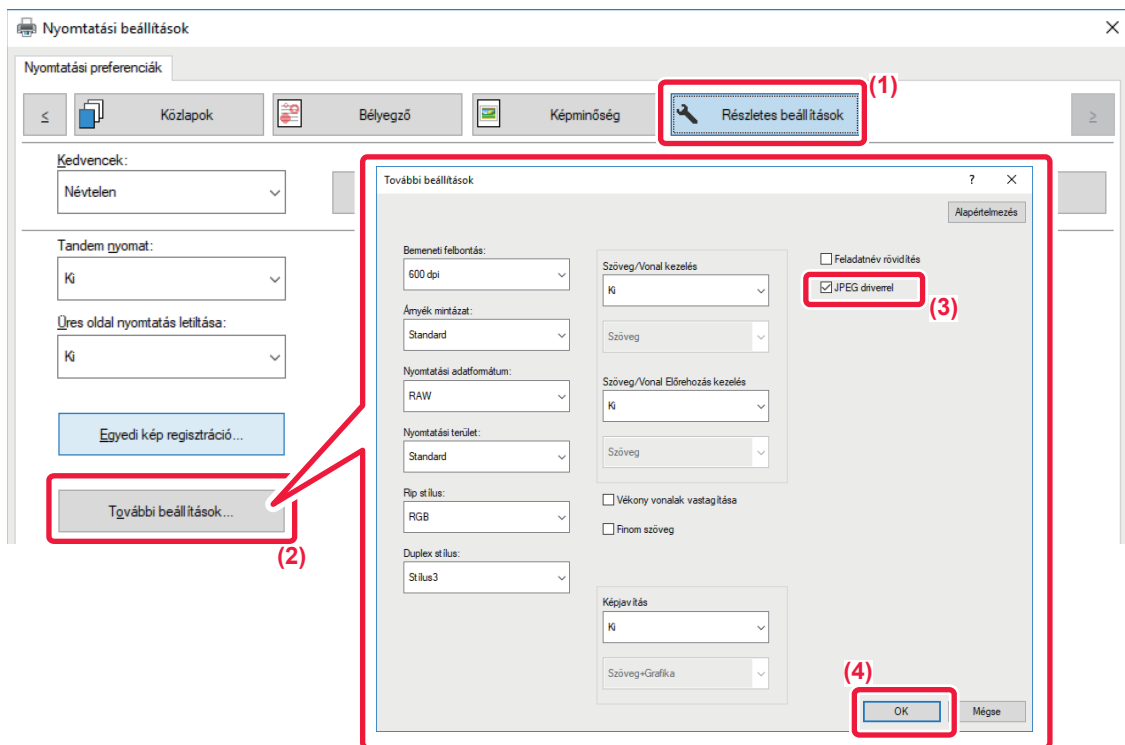 Nyomtatási beállítások
Nyomtatási preferenciák
(1)
<
Közlapok
Bélyegző
Képminőség
Részletes beállítások
>
Kedvencek:
Névtelen
Tandem nyomat:
Ki
Üres oldal nyomtatás letiltása:
Ki
Egyedi kép regisztráció...
További beállítások...
(2)
További beállítások
?
Alapértelmezés
Bemeneti felbontás:
600 dpi
Árnyék mintázat:
Standard
Nyomtatási adatformátum:
RAW
Nyomtatási terület:
Standard
Rip stílus:
RGB
Duplex stílus:
Stílus3
Szöveg/Vonal kezelés
Ki
Szöveg
Szöveg/Vonal Előrehozás kezelés
Ki
Szöveg
Vékony vonalak vastagítása
Finom szöveg
Képjavítás
Ki
Szöveg+Grafika
Feladatnév rövidítés
JPEG driverrel
(3)
(4)
OK
Mégse